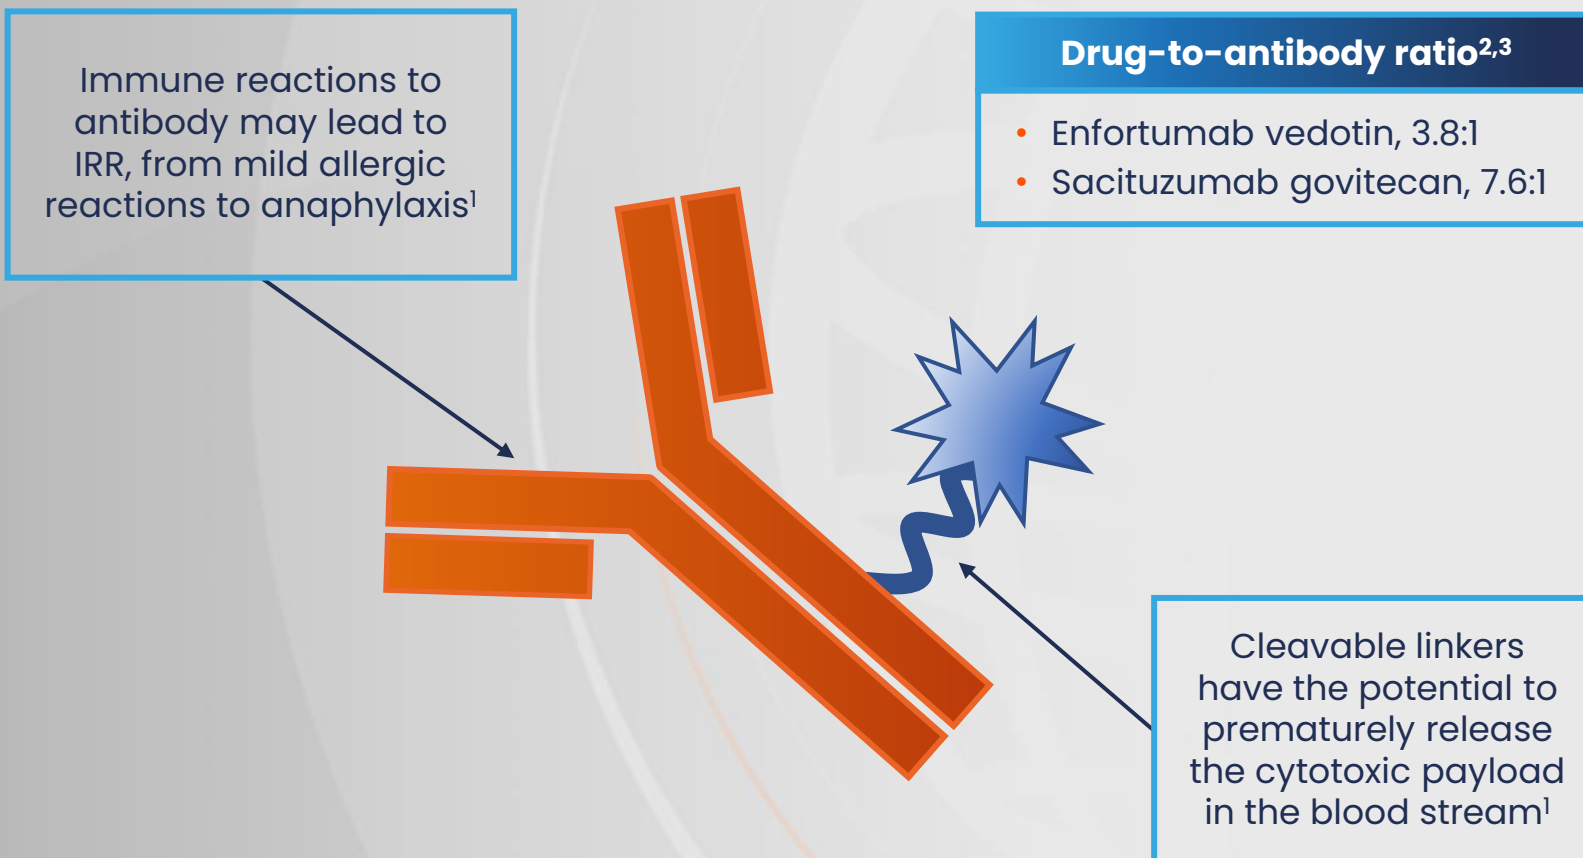 Immune reactions to
antibody may lead to
IRR, from mild allergic
reactions to anaphylaxis¹
Drug-to-antibody ratio²,³
• Enfortumab vedotin, 3.8:1
• Sacituzumab govitecan, 7.6:1
Cleavable linkers
have the potential to
prematurely release
the cytotoxic payload
in the blood stream¹